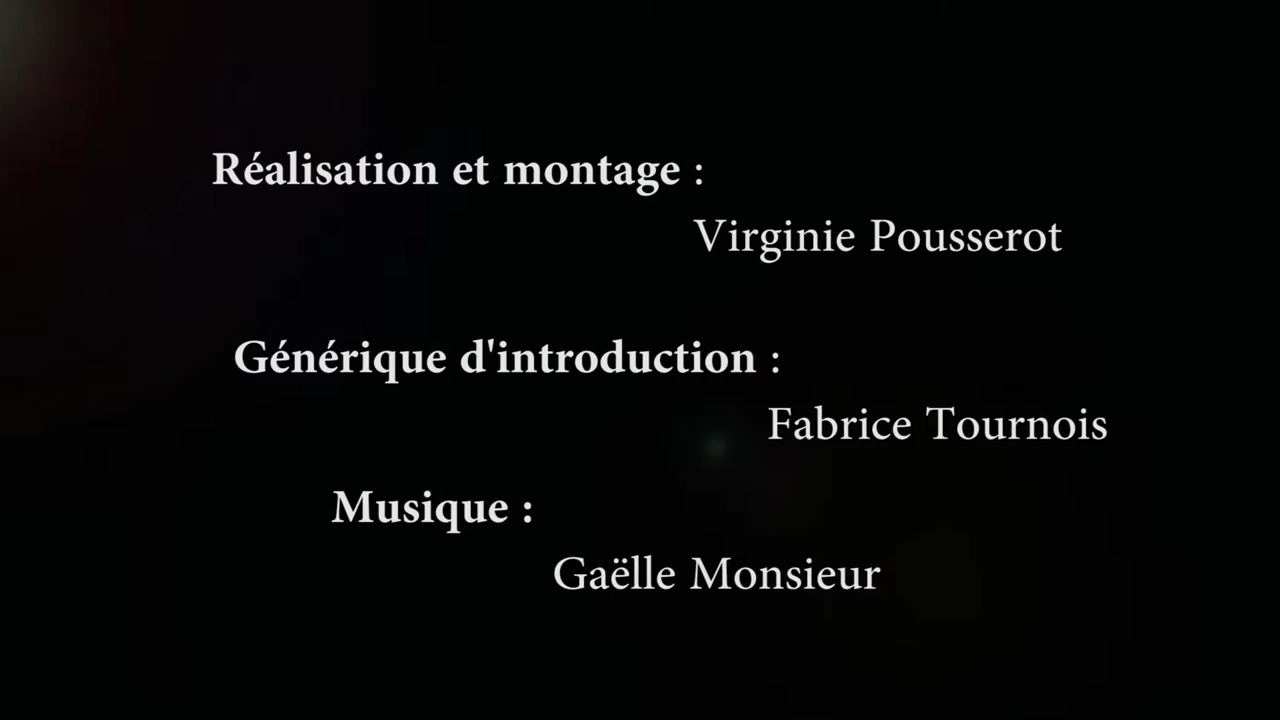 Réalisation et montage :
Virginie Pousserot
Générique d'introduction :
Fabrice Tournois
Musique :
Gaëlle Monsieur